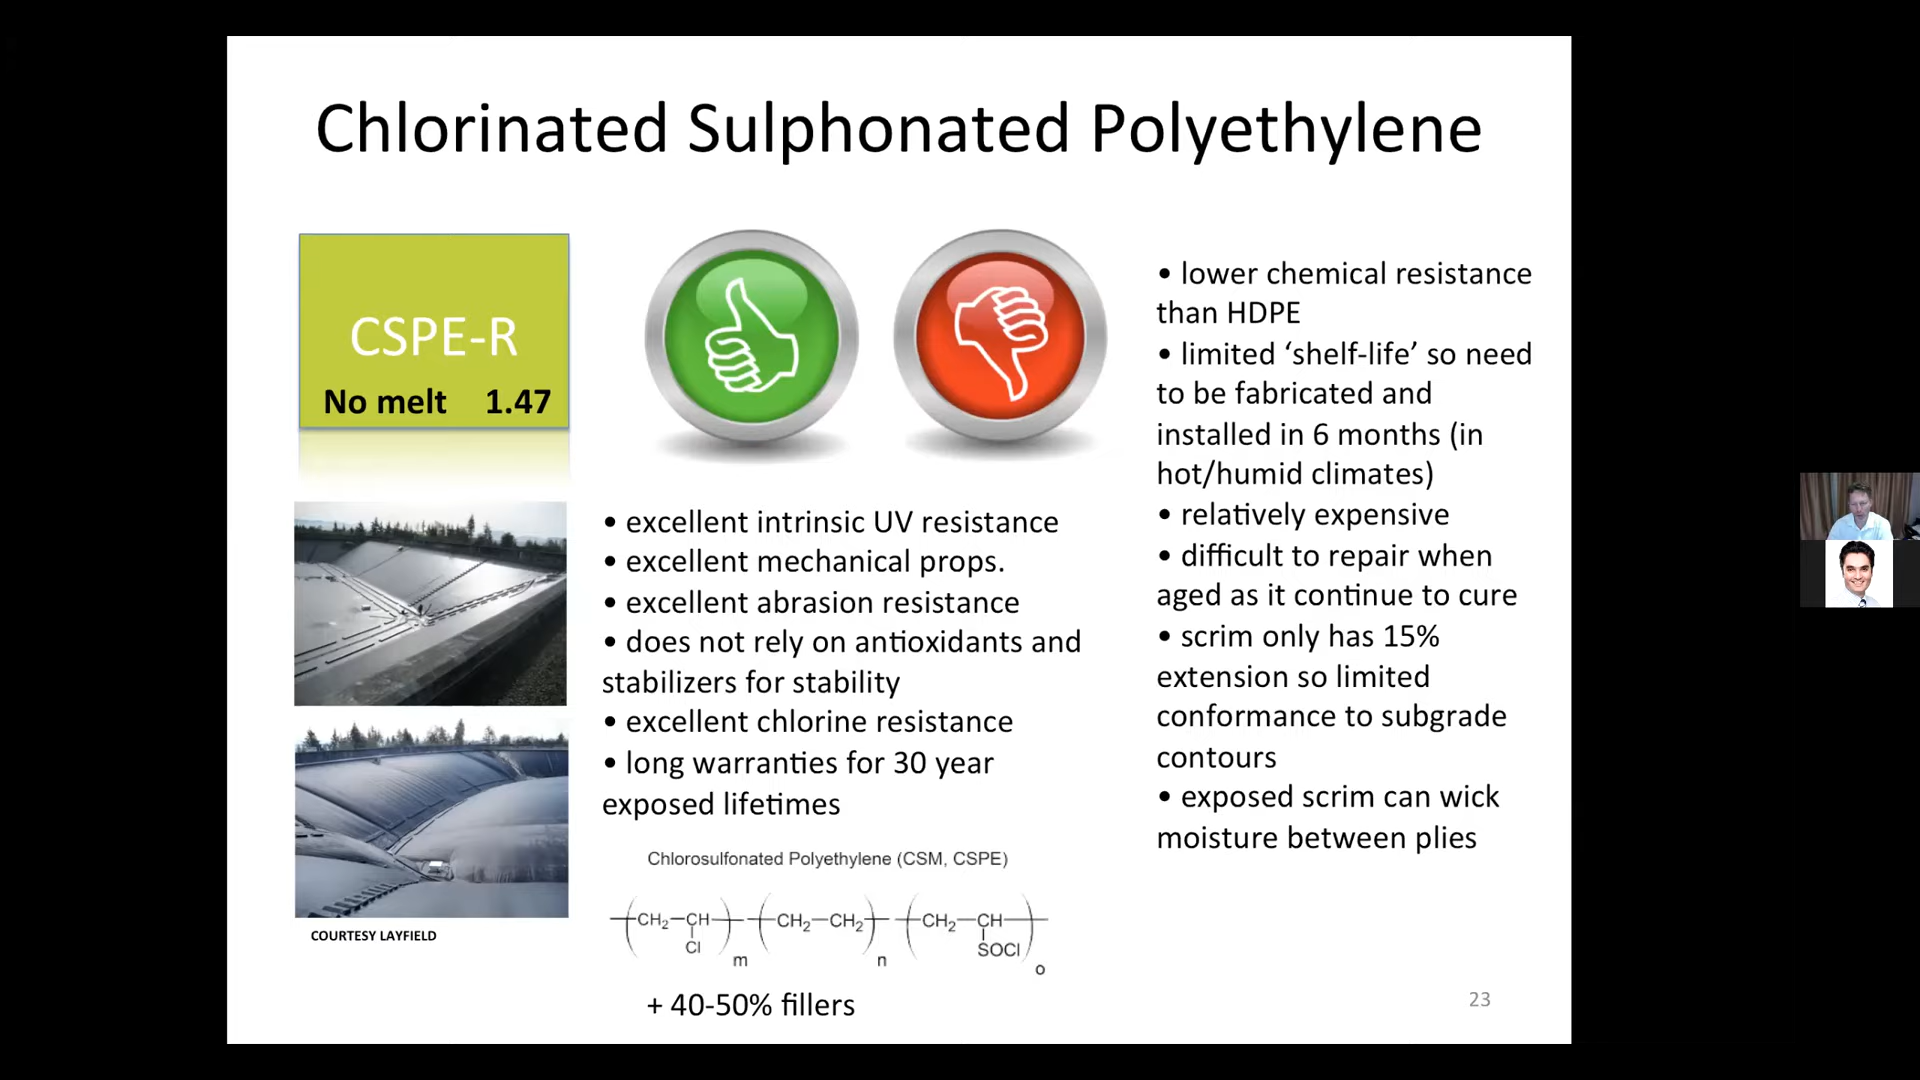 Chlorinated Sulphonated Polyethylene
CSPE-R
No melt 1.47
COURTESY LAYFIELD
• excellent intrinsic UV resistance
• excellent mechanical props.
• excellent abrasion resistance
• does not rely on antioxidants and
stabilizers for stability
• excellent chlorine resistance
• long warranties for 30 year
exposed lifetimes
Chlorosulfonated Polyethylene (CSM, CSPE)
CH2—CH CH2—CH2 CH2—CH
Cl SOCl
m n o
+ 40-50% fillers
• lower chemical resistance
than HDPE
• limited ‘shelf-life’ so need
to be fabricated and
installed in 6 months (in
hot/humid climates)
• relatively expensive
• difficult to repair when
aged as it continue to cure
• scrim only has 15%
extension so limited
conformance to subgrade
contours
• exposed scrim can wick
moisture between plies
23